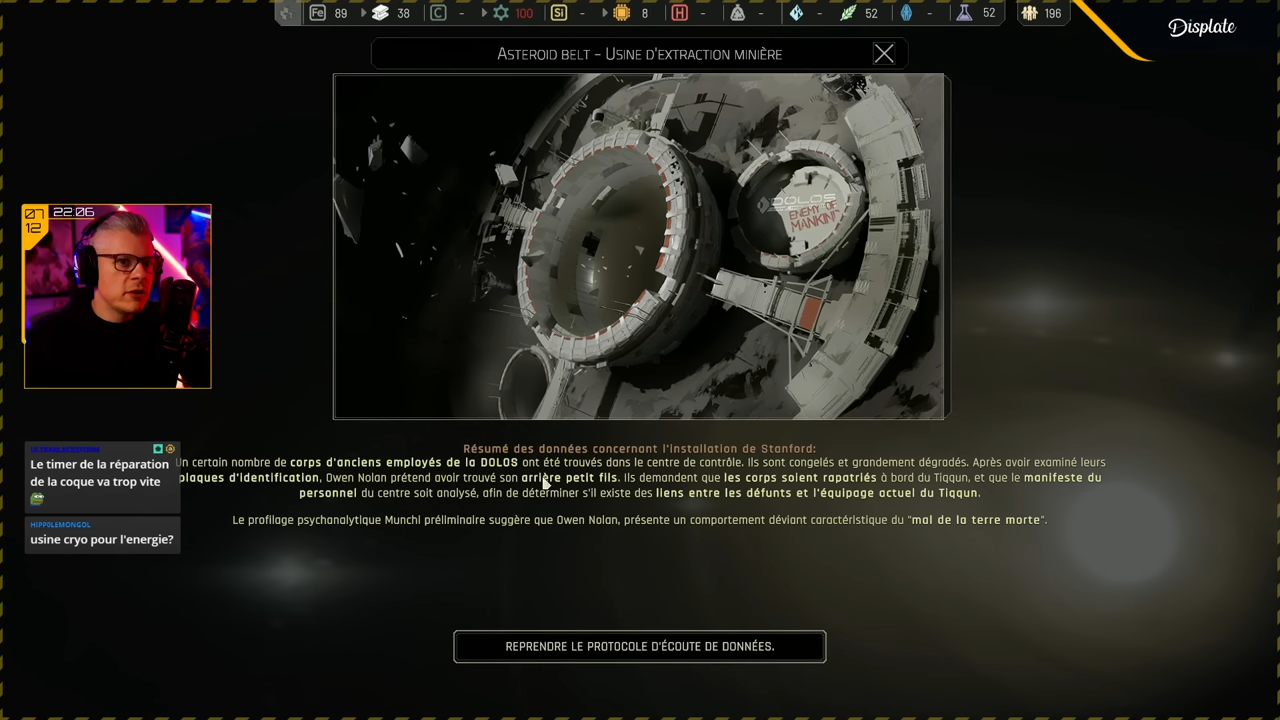 Fe 89 38 C - 100 Si - 8 H - - - 52 - 52 196
Displate
Asteroid belt - Usine d'extraction minière
07
12
22:06
DOLOS
ENEMY OF
MANKIND
Le timer de la réparation
de la coque va trop vite
HIPPOLEMONGOL
usine cryo pour l'energie?
Résumé des données concernant l'installation de Stanford:
Un certain nombre de corps d'anciens employés de la DOLOS ont été trouvés dans le centre de contrôle. Ils sont congelés et grandement dégradés. Après avoir examiné leurs
plaques d'identification, Owen Nolan prétend avoir trouvé son arrière petit fils. Ils demandent que les corps soient rapatriés à bord du Tiqqun, et que le manifeste du
personnel du centre soit analysé, afin de déterminer s'il existe des liens entre les défunts et l'équipage actuel du Tiqqun.
Le profilage psychanalytique Munchi préliminaire suggère que Owen Nolan, présente un comportement déviant caractéristique du "mal de la terre morte".
REPRENDRE LE PROTOCOLE D'ÉCOUTE DE DONNÉES.